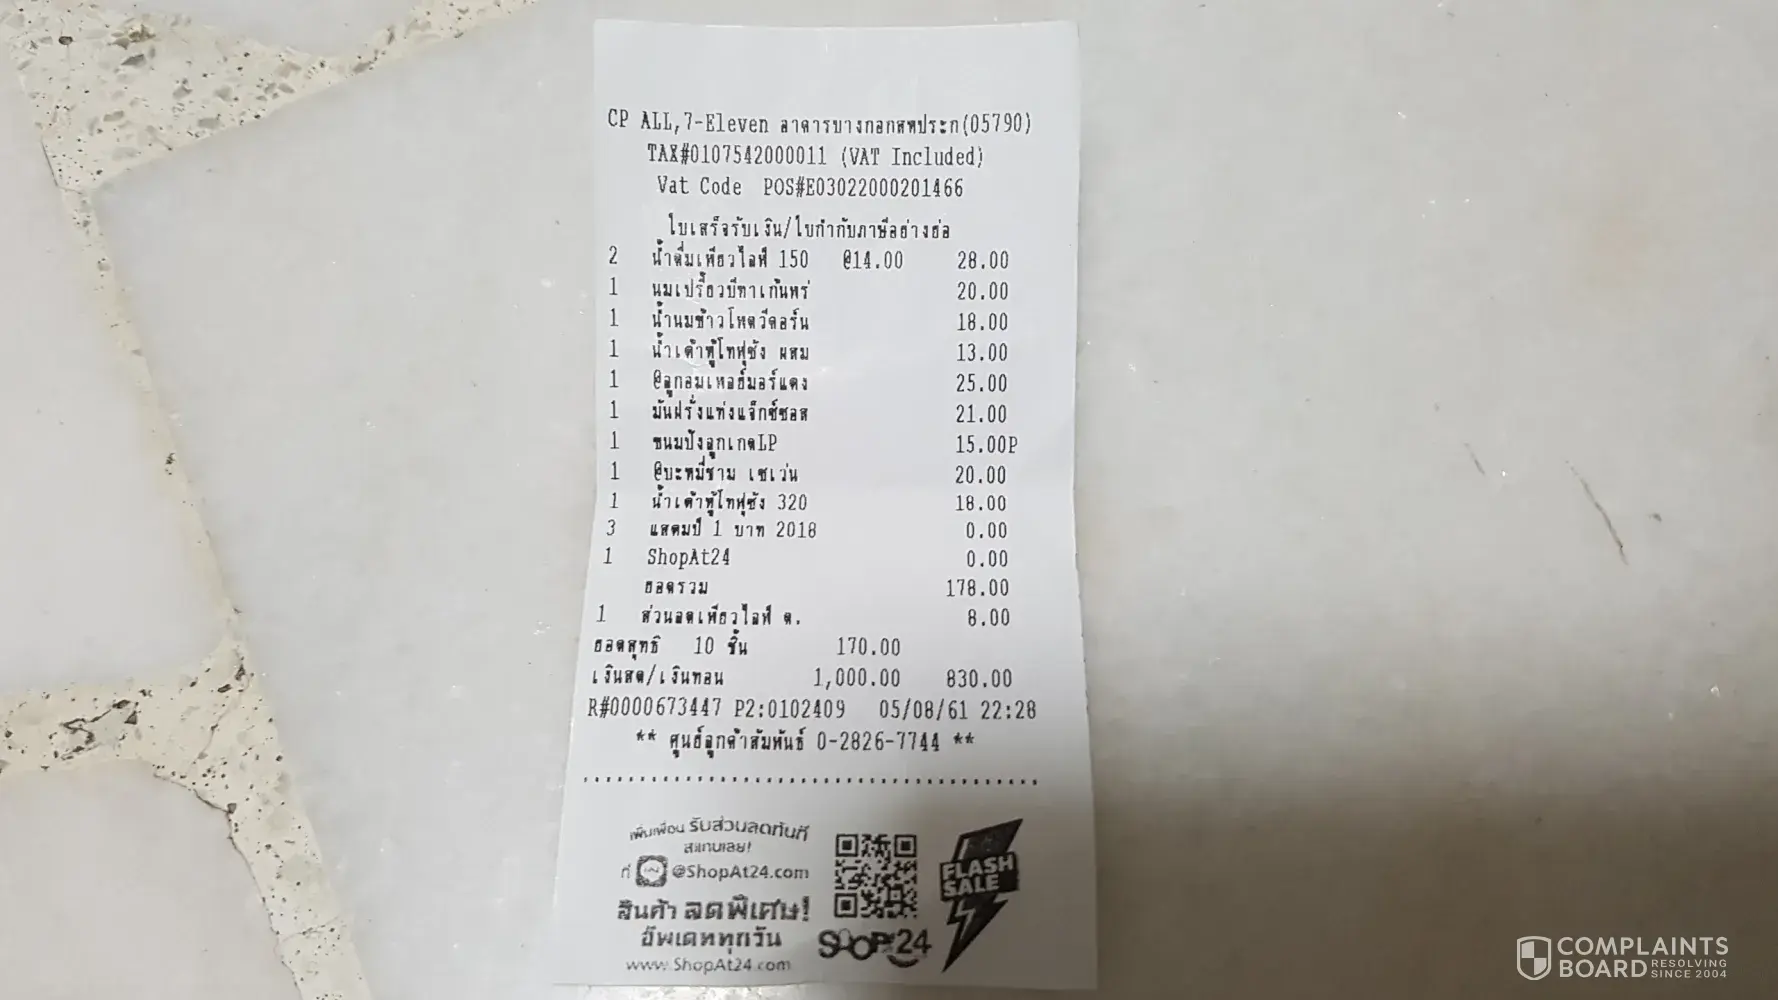 CP ALL,7-Eleven อาคารบางกอกสหประก(05790)
TAX#0107542000011 (VAT Included)
Vat Code POS#E03022000201466
ใบเสร็จรับเงิน/ใบกำกับภาษีอย่างย่อ
2 น้ำดื่มเพียวไลฟ์ 150 @14.00 28.00
1 นมเปรี้ยวบีทาเก้นพร่ 20.00
1 น้ำนมข้าวโพดวีคอร์น 18.00
1 น้ำเต้าหู้โทฟุซัง ผสม 13.00
1 @ลูกอมเพลย์มอร์แดง 25.00
1 มันฝรั่งแท่งแจ็กซ์ซอส 21.00
1 ขนมปังลูกเกดLP 15.00P
1 @บะหมี่ชาม เซเว่น 20.00
1 น้ำเต้าหู้โทฟุซัง 320 18.00
3 แสตมป์ 1 บาท 2018 0.00
1 ShopAt24 0.00
ยอดรวม 178.00
1 ส่วนลดเพียวไลฟ์ ด. 8.00
ยอดสุทธิ 10 ชิ้น 170.00
เงินสด/เงินทอน 1,000.00 830.00
R#0000673447 P2:0102409 05/08/61 22:28
** ศูนย์ลูกค้าสัมพันธ์ 0-2826-7744 **
เพิ่มเพื่อน รับส่วนลดทันที
สแกนเลย!
ที่ @ShopAt24.com
สินค้า ลดพิเศษ!
อัพเดททุกวัน
www.ShopAt24.com
SHOP At 24
FLASH
SALE
COMPLAINTS
BOARD RESOLVING
SINCE 2004